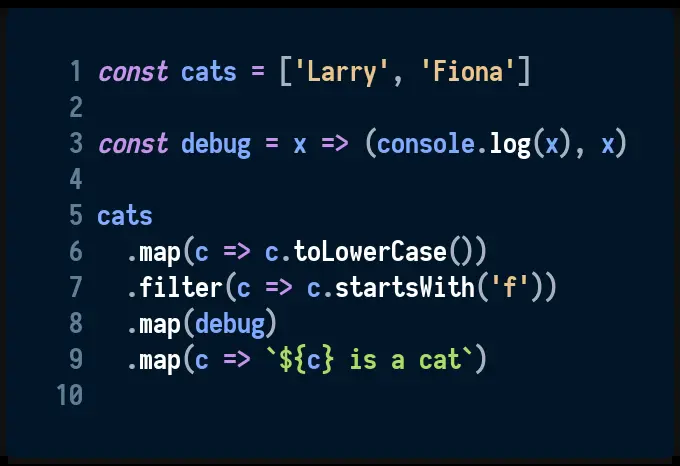 1 const cats = ['Larry', 'Fiona']
2
3 const debug = x => (console.log(x), x)
4
5 cats
6   .map(c => c.toLowerCase())
7   .filter(c => c.startsWith('f'))
8   .map(debug)
9   .map(c => `${c} is a cat`)
10